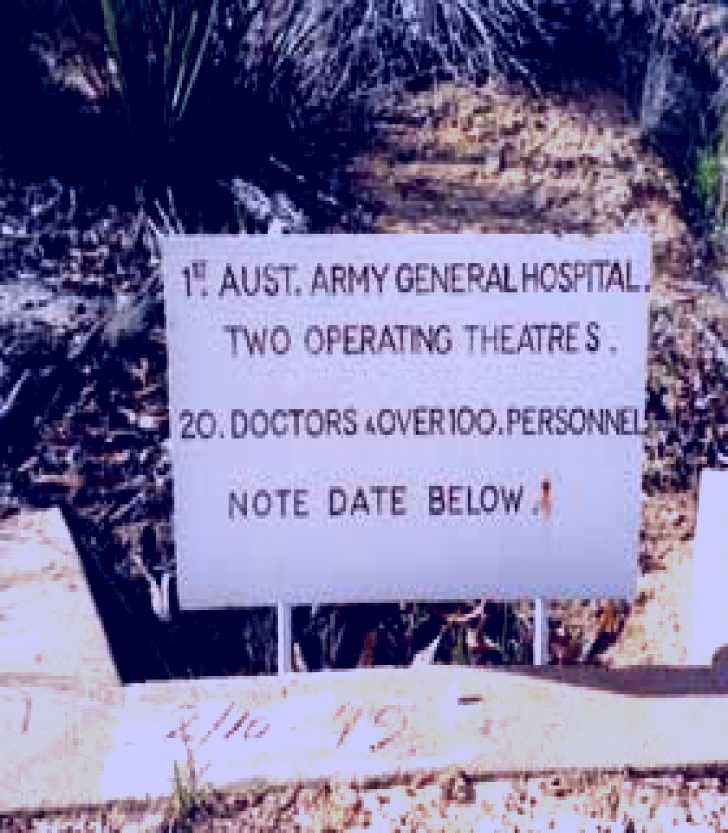 1ST. AUST. ARMY GENERAL HOSPITAL.
TWO OPERATING THEATRES.
20. DOCTORS & OVER 100. PERSONNEL
NOTE DATE BELOW